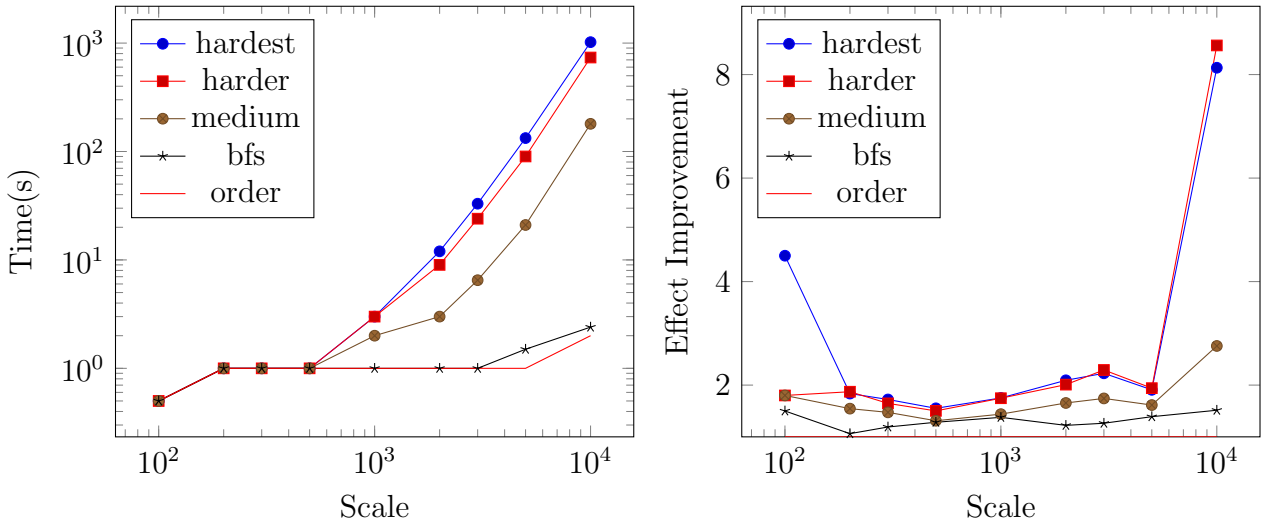 10^3
10^2
10^1
10^0
Time(s)
hardest
harder
medium
bfs
order
10^2
10^3
10^4
Scale
8
6
4
2
Effect Improvement
hardest
harder
medium
bfs
order
10^2
10^3
10^4
Scale